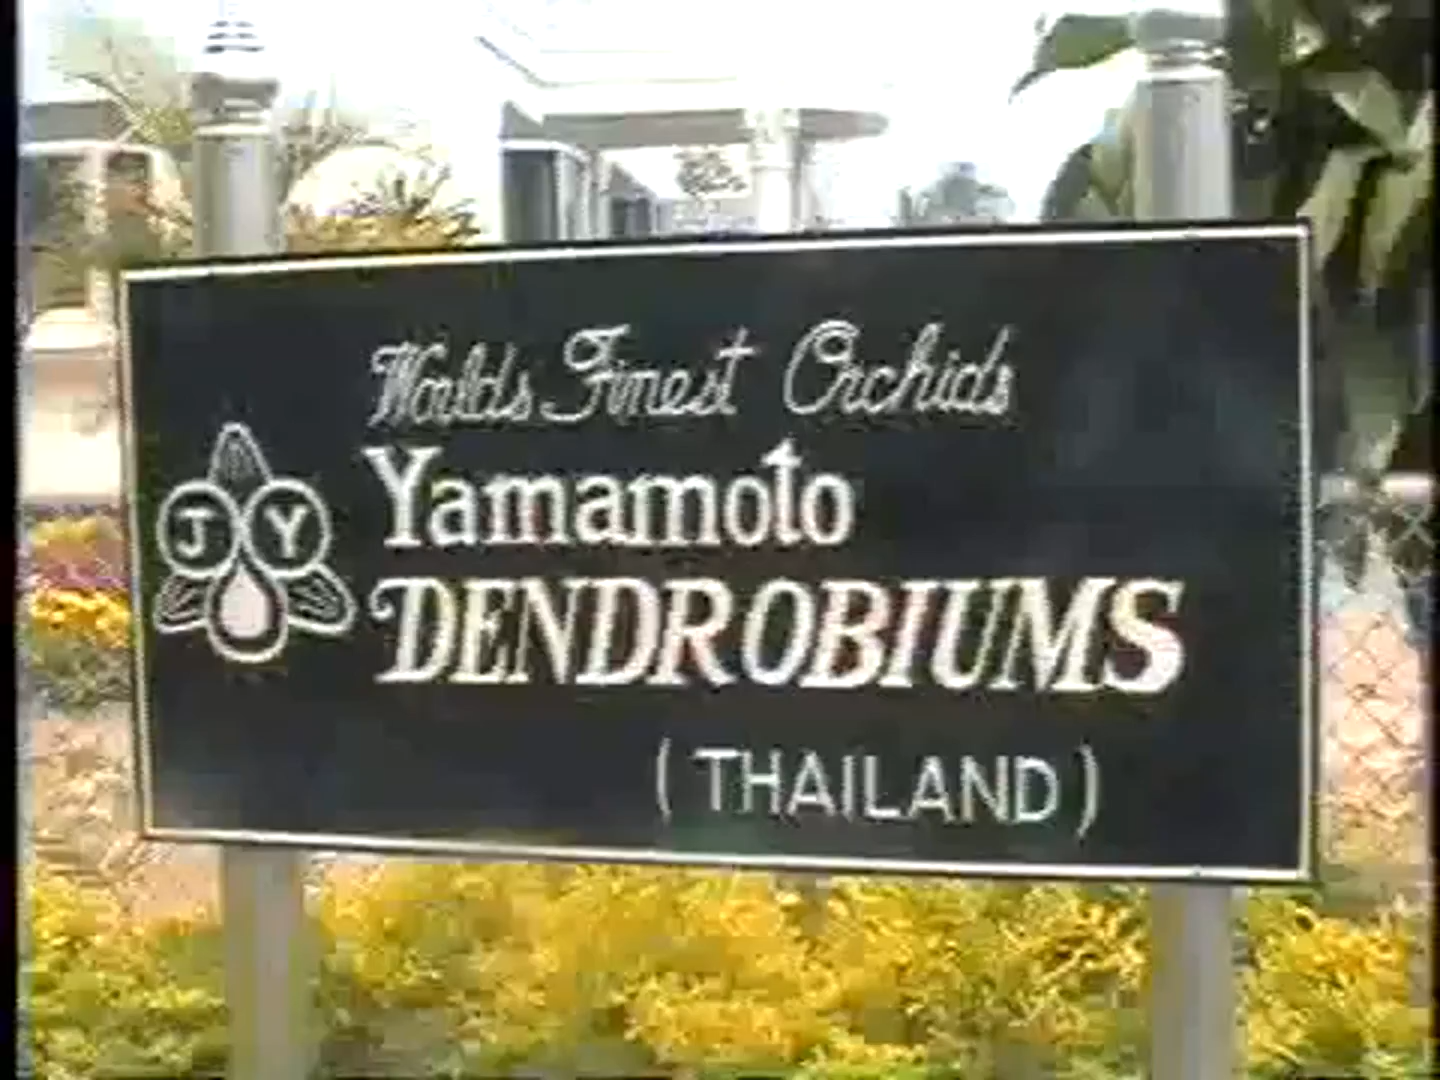 Worlds Finest Orchids
J Y
Yamamoto
DENDROBIUMS
(THAILAND)